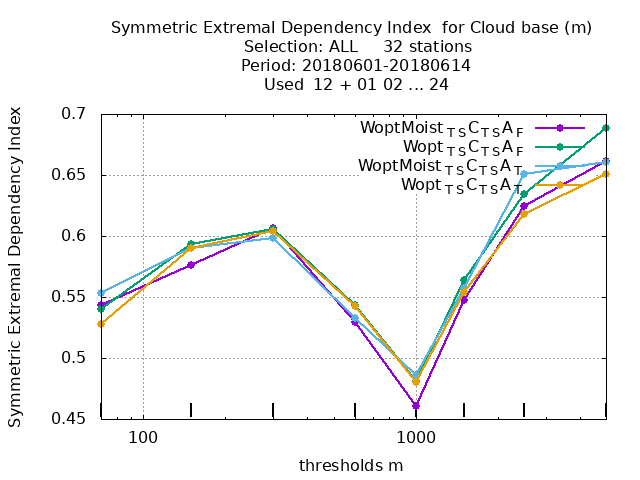 Symmetric Extremal Dependency Index for Cloud base (m)
Selection: ALL 32 stations
Period: 20180601-20180614
Used 12 + 01 02 ... 24
Symmetric Extremal Dependency Index
0.7
0.65
0.6
0.55
0.5
0.45
WoptMoist TS C TS A F
Wopt TS C TS A F
WoptMoist TS C TS A T
Wopt TS C TS A T
100 1000
thresholds m